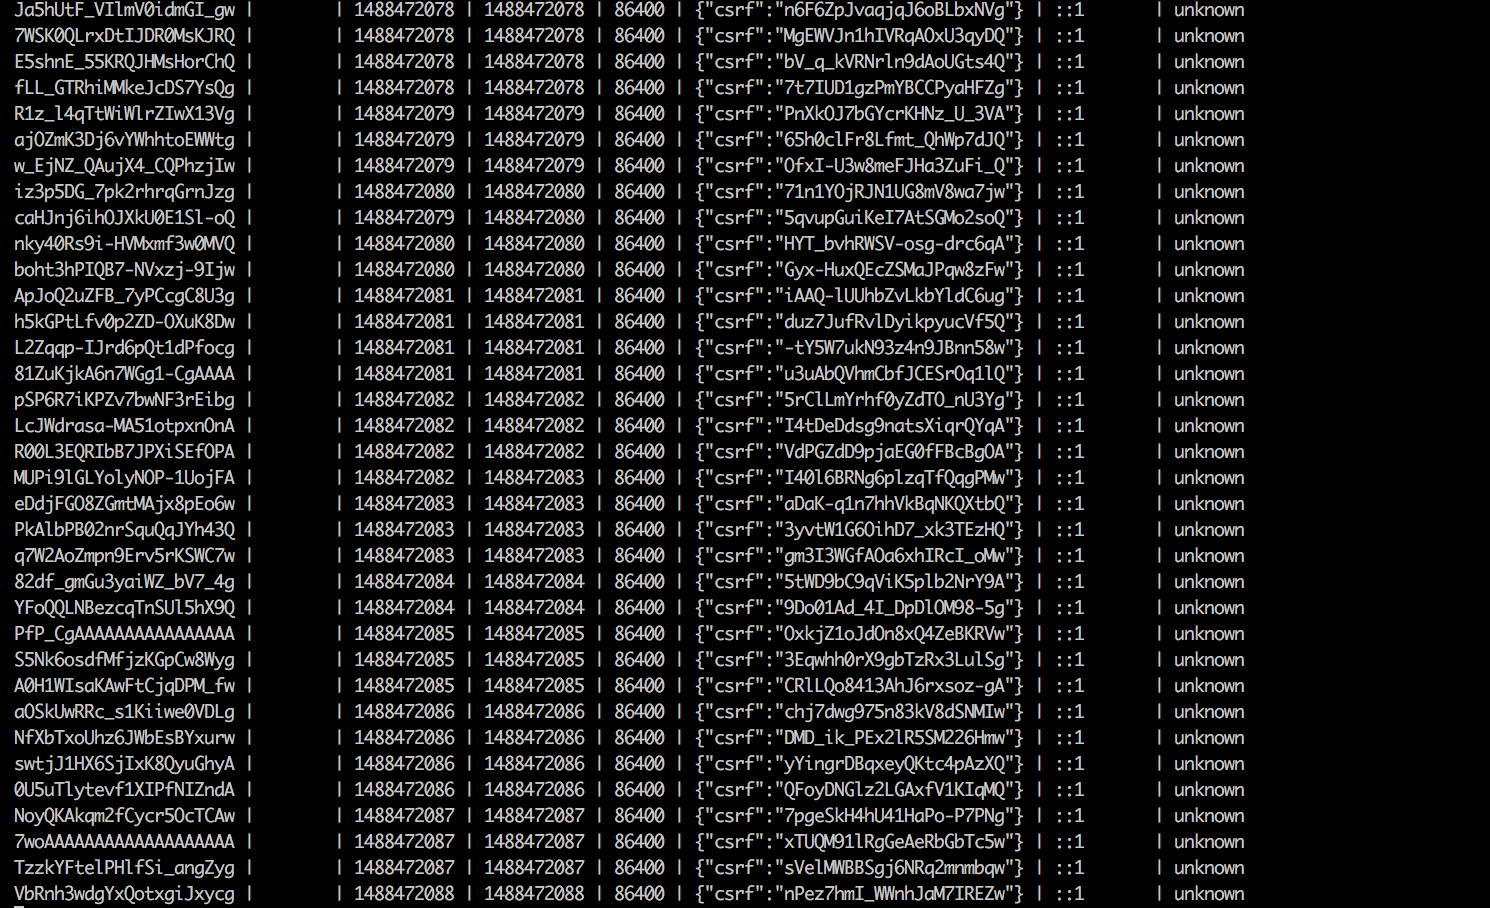 Ja5hUtF_VIlmV0idmGI_gw | | 1488472078 | 1488472078 | 86400 | {"csrf":"n6F6ZpJvaqjqJ6oBLbxNVg"} | ::1 | unknown
7WSK0QLrxDtIJDR0MsKJRQ | | 1488472078 | 1488472078 | 86400 | {"csrf":"MgEWVJn1hIVRqAOxU3qyDQ"} | ::1 | unknown
E5shnE_55KRQJHMsHorChQ | | 1488472078 | 1488472078 | 86400 | {"csrf":"bV_q_kVRNrln9dAoUGts4Q"} | ::1 | unknown
fLL_GTRhiMMkeJcDS7YsQg | | 1488472078 | 1488472078 | 86400 | {"csrf":"7t7IUD1gzPmYBCCPyaHFZg"} | ::1 | unknown
R1z_l4qTtWiWlrZIwX13Vg | | 1488472079 | 1488472079 | 86400 | {"csrf":"PnXkOJ7bGYcrKHNz_U_3VA"} | ::1 | unknown
ajOZmK3Dj6vYWhhtoEWWtg | | 1488472079 | 1488472079 | 86400 | {"csrf":"65h0clFr8Lfmt_QhWp7dJQ"} | ::1 | unknown
w_EjNZ_QAujX4_CQPhzjIw | | 1488472079 | 1488472079 | 86400 | {"csrf":"OfxI-U3w8meFJHa3ZuFi_Q"} | ::1 | unknown
iz3p5DG_7pk2rhrqGrnJzg | | 1488472080 | 1488472080 | 86400 | {"csrf":"71n1YOjRJN1UG8mV8wa7jw"} | ::1 | unknown
caHJnj6ihOJXkU0E1Sl-oQ | | 1488472079 | 1488472080 | 86400 | {"csrf":"5qvupGuiKeI7AtSGMo2soQ"} | ::1 | unknown
nky40Rs9i-HVMxmf3w0MVQ | | 1488472080 | 1488472080 | 86400 | {"csrf":"HYT_bvhRWSV-osg-drc6qA"} | ::1 | unknown
boht3hPIQB7-NVxzj-9Ijw | | 1488472080 | 1488472080 | 86400 | {"csrf":"Gyx-HuxQEcZSMaJPqw8zFw"} | ::1 | unknown
ApJoQ2uZFB_7yPCcgC8U3g | | 1488472081 | 1488472081 | 86400 | {"csrf":"iAAQ-lUUhbZvLkbYldC6ug"} | ::1 | unknown
h5kGPtLfv0p2ZD-OXuK8Dw | | 1488472081 | 1488472081 | 86400 | {"csrf":"duz7JufRvlDyikpyucVf5Q"} | ::1 | unknown
L2Zqqp-IJrd6pQt1dPfocg | | 1488472081 | 1488472081 | 86400 | {"csrf":"-tY5W7ukN93z4n9JBnn58w"} | ::1 | unknown
81ZuKjkA6n7WGg1-CgAAAA | | 1488472081 | 1488472081 | 86400 | {"csrf":"u3uAbQVhmCbfJCESrOq1lQ"} | ::1 | unknown
pSP6R7iKPZv7bwNF3rEibg | | 1488472082 | 1488472082 | 86400 | {"csrf":"5rClLmYrhf0yZdTO_nU3Yg"} | ::1 | unknown
LcJWdrasa-MA51otpxnOnA | | 1488472082 | 1488472082 | 86400 | {"csrf":"I4tDeDdsg9natsXiqrQYqA"} | ::1 | unknown
R00L3EQRIbB7JPXiSEfOPA | | 1488472082 | 1488472082 | 86400 | {"csrf":"VdPGZdD9pjaEG0fFBcBgOA"} | ::1 | unknown
MUPi9lGLYolyNOP-1UojFA | | 1488472082 | 1488472083 | 86400 | {"csrf":"I40l6BRNg6plzqTfQqgPMw"} | ::1 | unknown
eDdjFGO8ZGmtMAjx8pEo6w | | 1488472083 | 1488472083 | 86400 | {"csrf":"aDaK-q1n7hhVkBqNKQXtbQ"} | ::1 | unknown
PkAlbPB02nrSquQqJYh43Q | | 1488472083 | 1488472083 | 86400 | {"csrf":"3yvtW1G6OihD7_xk3TEzHQ"} | ::1 | unknown
q7W2AoZmpn9Erv5rKSWC7w | | 1488472083 | 1488472083 | 86400 | {"csrf":"gm3I3WGfAOa6xhIRcI_oMw"} | ::1 | unknown
82df_gmGu3yaiWZ_bV7_4g | | 1488472084 | 1488472084 | 86400 | {"csrf":"5tWD9bC9qViK5plb2NrY9A"} | ::1 | unknown
YFoQQLNBezcqTnSUl5hX9Q | | 1488472084 | 1488472084 | 86400 | {"csrf":"9Do01Ad_4I_DpDlOM98-5g"} | ::1 | unknown
PfP_CgAAAAAAAAAAAAAAAA | | 1488472085 | 1488472085 | 86400 | {"csrf":"OxkjZ1oJdOn8xQ4ZeBKRVw"} | ::1 | unknown
S5Nk6osdfMfjzKGpCw8Wyg | | 1488472085 | 1488472085 | 86400 | {"csrf":"3Eqwhh0rX9gbTzRx3LulSg"} | ::1 | unknown
A0H1WIsaKAwFtCjqDPM_fw | | 1488472085 | 1488472085 | 86400 | {"csrf":"CRlLQo8413AhJ6rxsoz-gA"} | ::1 | unknown
aOSkUwRRc_s1Kiiwe0VDLg | | 1488472086 | 1488472086 | 86400 | {"csrf":"chj7dwg975n83kV8dSNMIw"} | ::1 | unknown
NfXbTxoUhz6JWbEsBYxurw | | 1488472086 | 1488472086 | 86400 | {"csrf":"DMD_ik_PEx2lR5SM226Hmw"} | ::1 | unknown
swtjJ1HX6SjIxK8QyuGhyA | | 1488472086 | 1488472086 | 86400 | {"csrf":"yYingrDBqxeyQKtc4pAzXQ"} | ::1 | unknown
0U5uTlytevf1XIPfNIZndA | | 1488472086 | 1488472086 | 86400 | {"csrf":"QFoyDNGlz2LGAxfV1KIqMQ"} | ::1 | unknown
NoyQKAkqm2fCycr5OcTCAw | | 1488472087 | 1488472087 | 86400 | {"csrf":"7pgeSkH4hU41HaPo-P7PNg"} | ::1 | unknown
7woAAAAAAAAAAAAAAAAAAA | | 1488472087 | 1488472087 | 86400 | {"csrf":"xTUQM91lRgGeAeRbGbTc5w"} | ::1 | unknown
TzzkYFtelPHlfSi_angZyg | | 1488472087 | 1488472087 | 86400 | {"csrf":"sVelMWBBSgj6NRq2mnmbqw"} | ::1 | unknown
VbRnh3wdgYxQotxgiJxycg | | 1488472088 | 1488472088 | 86400 | {"csrf":"nPez7hmI_WWnhJaM7IREZw"} | ::1 | unknown